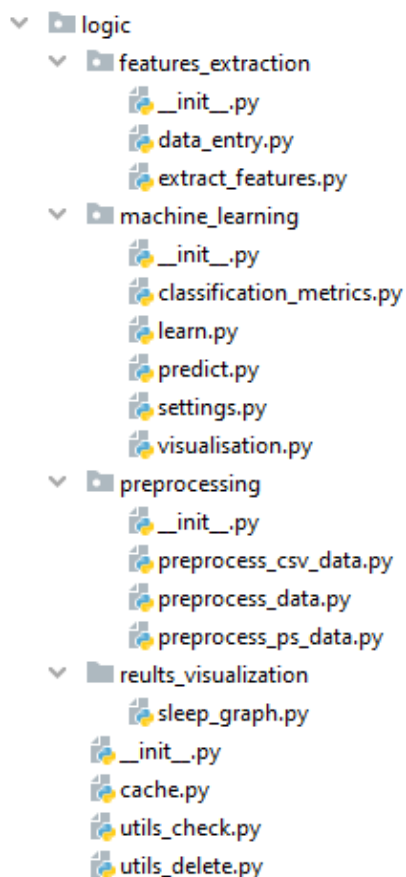 logic
features_extraction
__init__.py
data_entry.py
extract_features.py
machine_learning
__init__.py
classification_metrics.py
learn.py
predict.py
settings.py
visualisation.py
preprocessing
__init__.py
preprocess_csv_data.py
preprocess_data.py
preprocess_ps_data.py
reults_visualization
sleep_graph.py
__init__.py
cache.py
utils_check.py
utils_delete.py